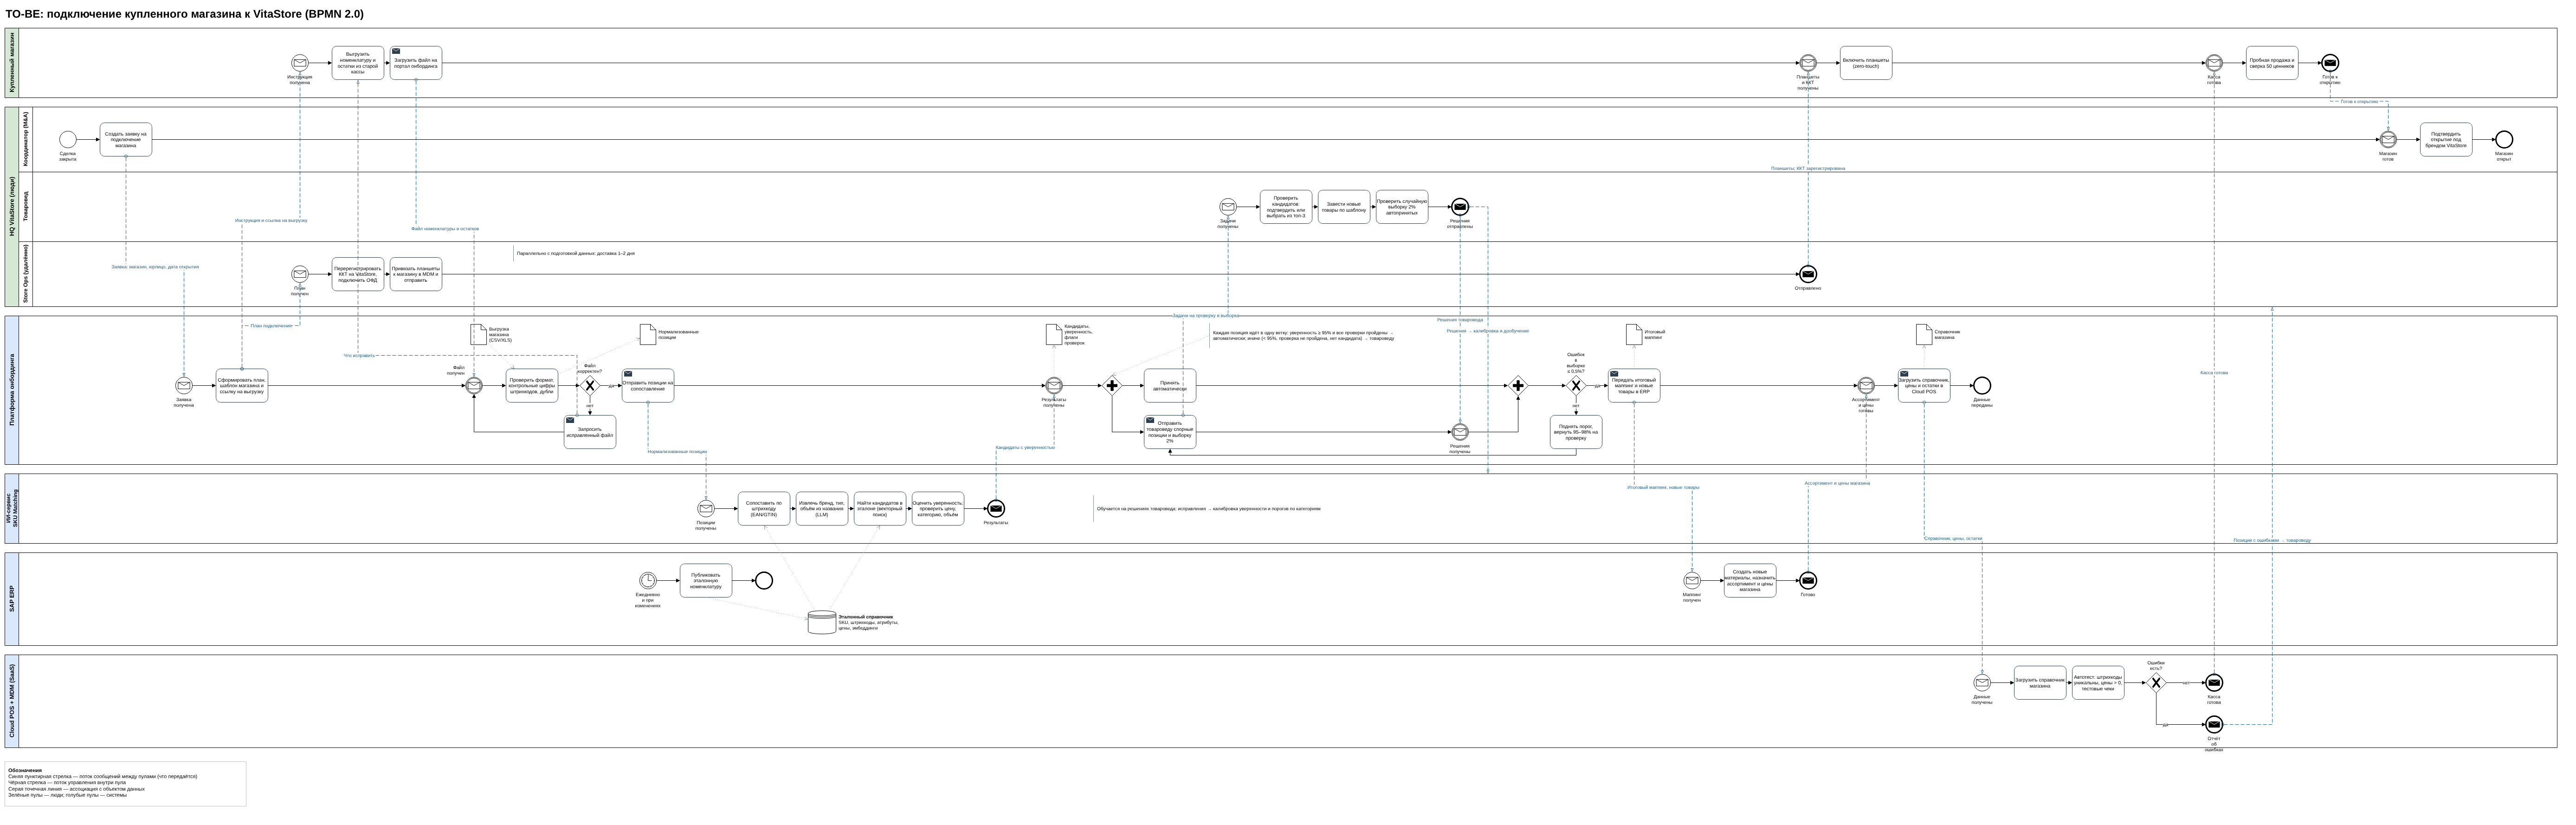 TO-BE: подключение купленного магазина к VitaStore (BPMN 2.0)
Купленный магазин
Инструкция
получена
Выгрузить
номенклатуру и
остатки из старой
кассы
Загрузить файл на
портал онбординга
Планшеты
и ККТ
получены
Включить планшеты
(zero-touch)
Касса
готова
Пробная продажа и
сверка 50 ценников
Готов к
открытию
Готов к открытию
HQ VitaStore (люди)
Координатор (M&A)
Сделка
закрыта
Создать заявку на
подключение
магазина
Магазин
готов
Подтвердить
открытие под
брендом VitaStore
Магазин
открыт
Планшеты; ККТ зарегистрирована
Товаровед
Инструкция и ссылка на выгрузку
Файл номенклатуры и остатков
Задачи
получены
Проверить
кандидатов:
подтвердить или
выбрать из топ-3
Завести новые
товары по шаблону
Проверить случайную
выборку 2%
автопринятых
Решения
отправлены
Store Ops (удалённо)
Заявка: магазин, юрлицо, дата открытия
План
получен
Перерегистрировать
ККТ на VitaStore,
подключить ОФД
Привязать планшеты
к магазину в MDM и
отправить
Параллельно с подготовкой данных: доставка 1–2 дня
Отправлено
Платформа онбординга
Задачи на проверку и выборка
Решения товароведа
Решения → калибровка и дообучение
План подключения
Что исправить
Выгрузка
магазина
(CSV/XLS)
Нормализованные
позиции
Кандидаты,
уверенность,
флаги
проверок
Каждая позиция идёт в одну ветку: уверенность ≥ 95% и все проверки пройдены →
автоматически; иначе (< 95%, проверка не пройдена, нет кандидата) → товароведу
Итоговый
маппинг
Справочник
магазина
Заявка
получена
Сформировать план,
шаблон магазина и
ссылку на выгрузку
Файл
получен
Проверить формат,
контрольные цифры
штрихкодов, дубли
Файл
корректен?
да
нет
Отправить позиции на
сопоставление
Запросить
исправленный файл
Результаты
получены
Принять
автоматически
Отправить
товароведу спорные
позиции и выборку
2%
Решения
получены
Ошибок
в
выборке
≤ 0,5%?
да
нет
Поднять порог,
вернуть 95–98% на
проверку
Передать итоговый
маппинг и новые
товары в ERP
Ассортимент
и цены
готовы
Загрузить справочник,
цены и остатки в
Cloud POS
Данные
переданы
Касса готова
Нормализованные позиции
Кандидаты с уверенностью
ИИ-сервис
SKU Matching
Позиции
получены
Сопоставить по
штрихкоду
(EAN/GTIN)
Извлечь бренд, тип,
объём из названия
(LLM)
Найти кандидатов в
эталоне (векторный
поиск)
Оценить уверенность,
проверить цену,
категорию, объём
Результаты
Обучается на решениях товароведа: исправления → калибровка уверенности и порогов по категориям
Итоговый маппинг, новые товары
Ассортимент и цены магазина
Справочник, цены, остатки
Позиции с ошибками → товароведу
SAP ERP
Ежедневно
и при
изменениях
Публиковать
эталонную
номенклатуру
Эталонный справочник
SKU, штрихкоды, атрибуты,
цены, эмбеддинги
Маппинг
получен
Создать новые
материалы, назначить
ассортимент и цены
магазина
Готово
Cloud POS + MDM (SaaS)
Данные
получены
Загрузить справочник
магазина
Автотест: штрихкоды
уникальны, цены > 0,
тестовые чеки
Ошибки
есть?
нет
да
Касса
готова
Отчёт
об
ошибках
Обозначения
Синяя пунктирная стрелка — поток сообщений между пулами (что передаётся)
Чёрная стрелка — поток управления внутри пула
Серая точечная линия — ассоциация с объектом данных
Зелёные пулы — люди; голубые пулы — системы